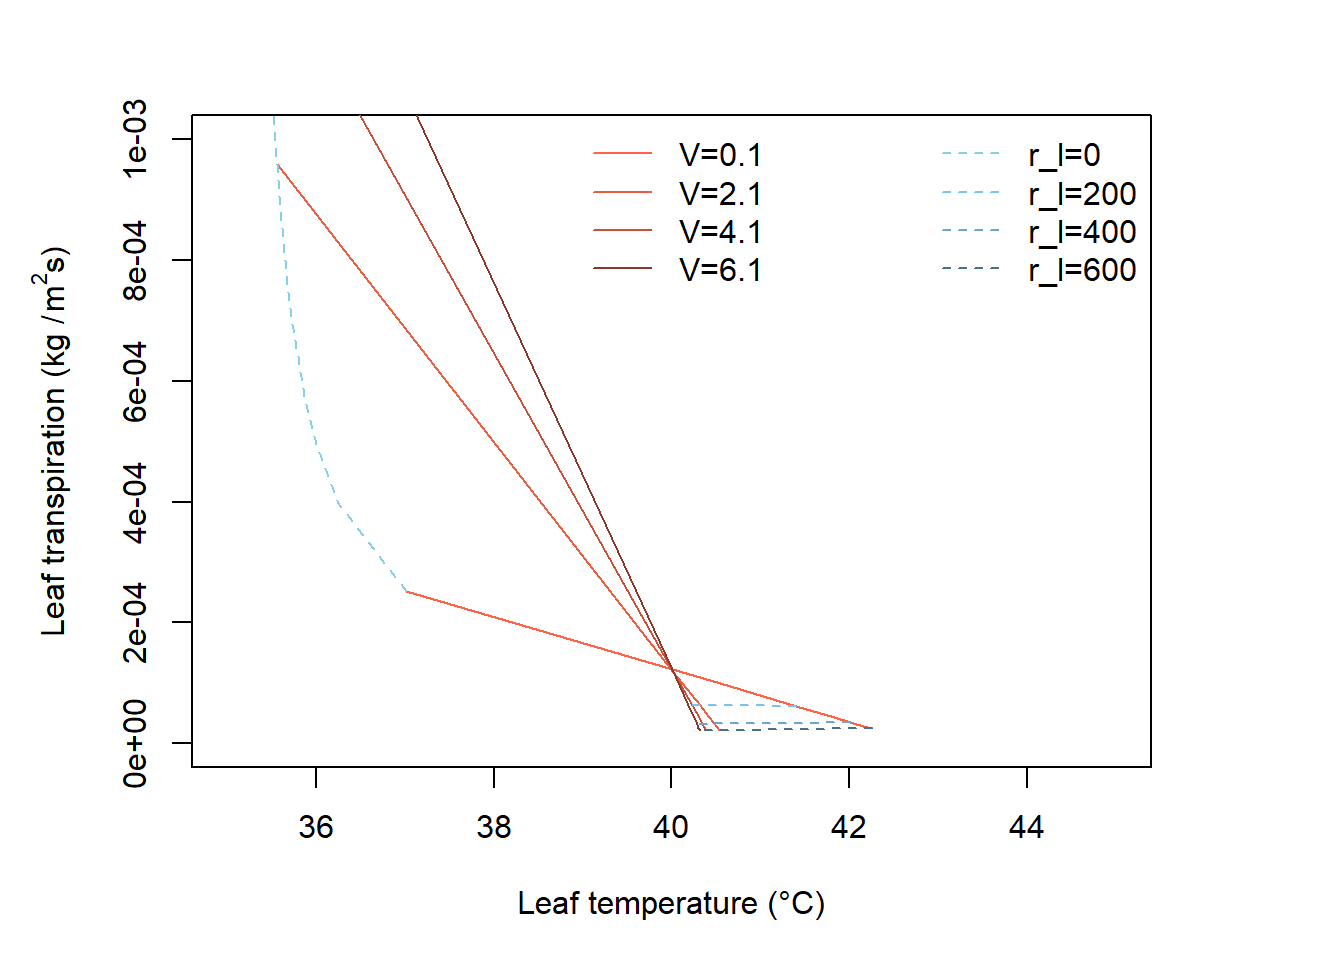 V=0.1 r_l=0
V=2.1 r_l=200
V=4.1 r_l=400
V=6.1 r_l=600
1e-03
8e-04
6e-04
4e-04
2e-04
0e+00
Leaf transpiration (kg /m²s)
36 38 40 42 44
Leaf temperature (°C)